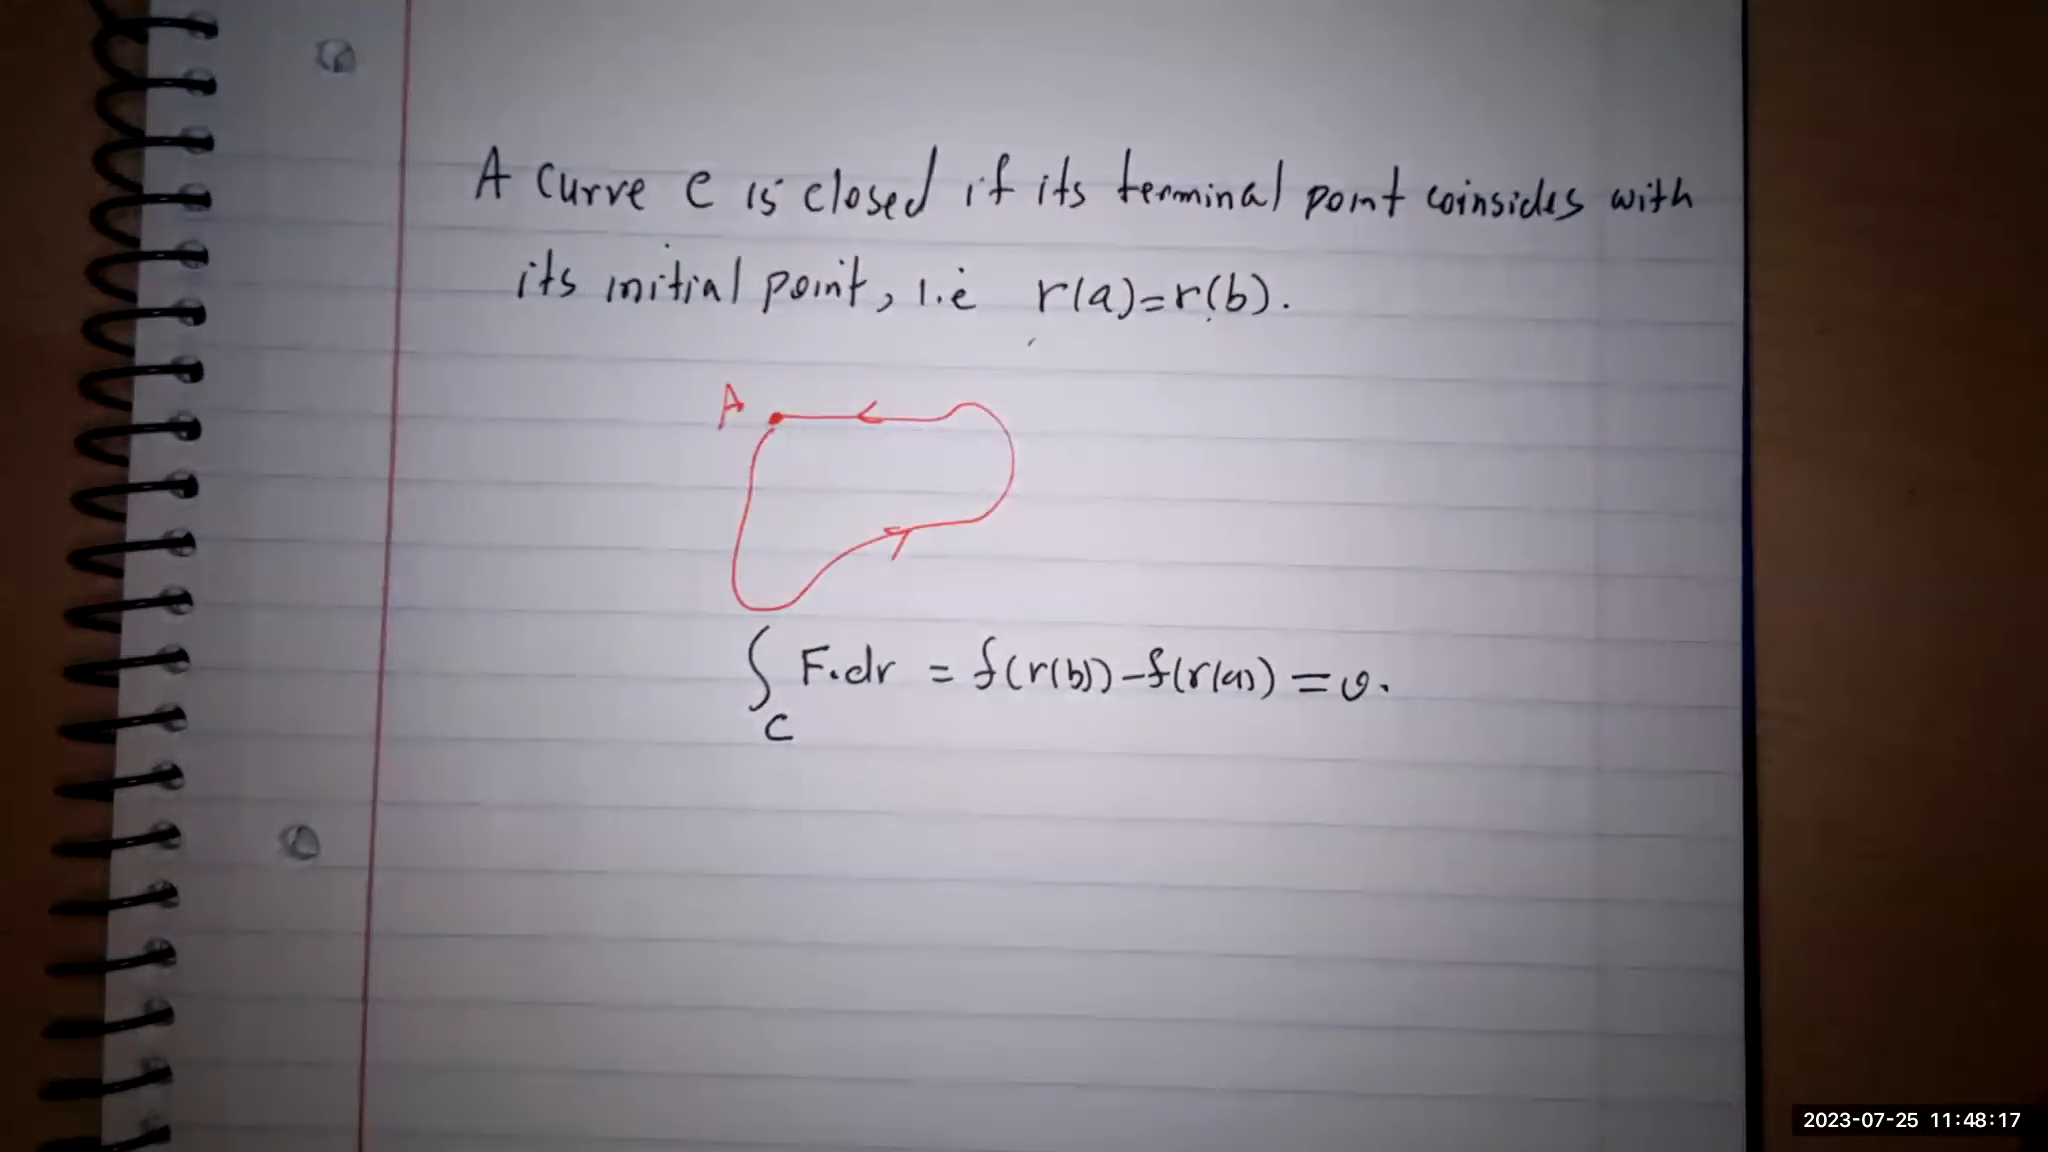 A curve C is closed if its terminal point coinsides with
its initial point, i.e r(a)=r(b).
A
∫_C F.dr = f(r(b))-f(r(a)) = 0.
2023-07-25 11:48:17